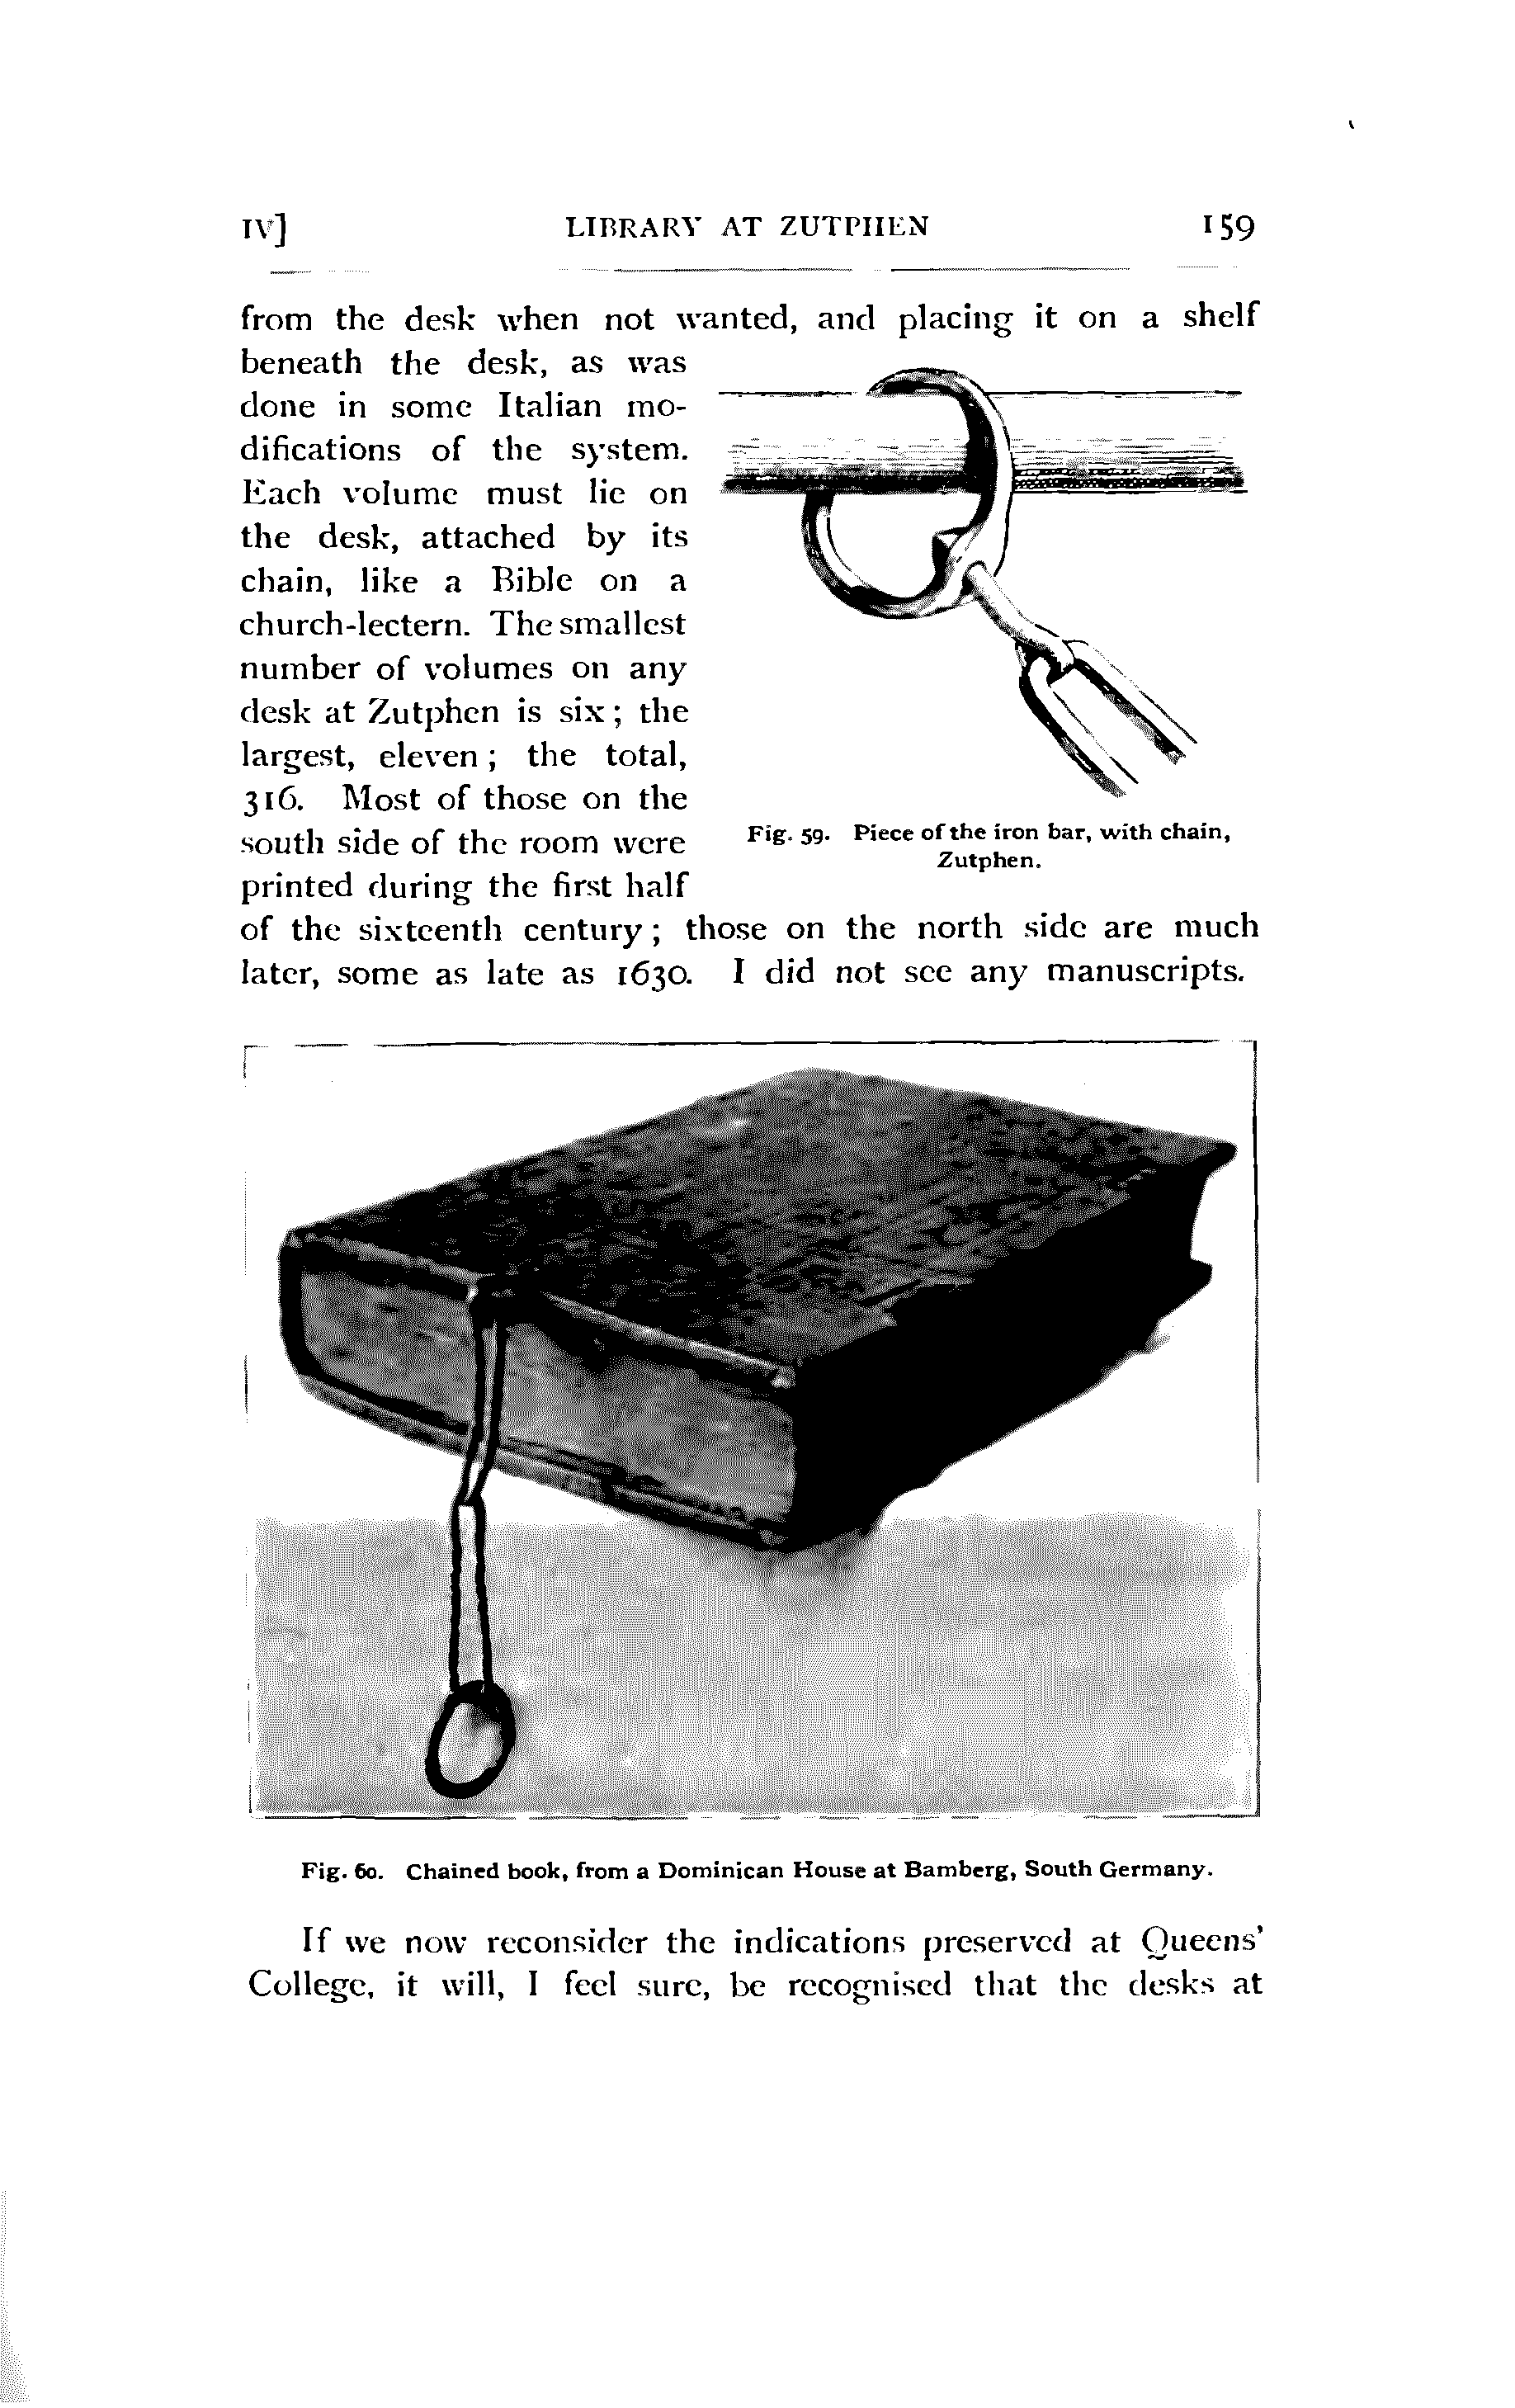 IV] LIBRARY AT ZUTPHEN 159
from the desk when not wanted, and placing it on a shelf
beneath the desk, as was
done in some Italian mo-
difications of the system.
Each volume must lie on
the desk, attached by its
chain, like a Bible on a
church-lectern. The smallest
number of volumes on any
desk at Zutphen is six; the
largest, eleven; the total,
316. Most of those on the
south side of the room were
printed during the first half
Fig. 59. Piece of the iron bar, with chain,
Zutphen.
of the sixteenth century; those on the north side are much
later, some as late as 1630. I did not see any manuscripts.
Fig. 60. Chained book, from a Dominican House at Bamberg, South Germany.
If we now reconsider the indications preserved at Queens'
College, it will, I feel sure, be recognised that the desks at